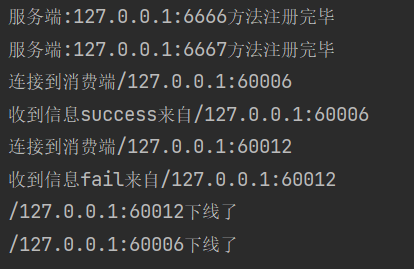 服务端:127.0.0.1:6666方法注册完毕
服务端:127.0.0.1:6667方法注册完毕
连接到消费端/127.0.0.1:60006
收到信息success来自/127.0.0.1:60006
连接到消费端/127.0.0.1:60012
收到信息fail来自/127.0.0.1:60012
/127.0.0.1:60012下线了
/127.0.0.1:60006下线了